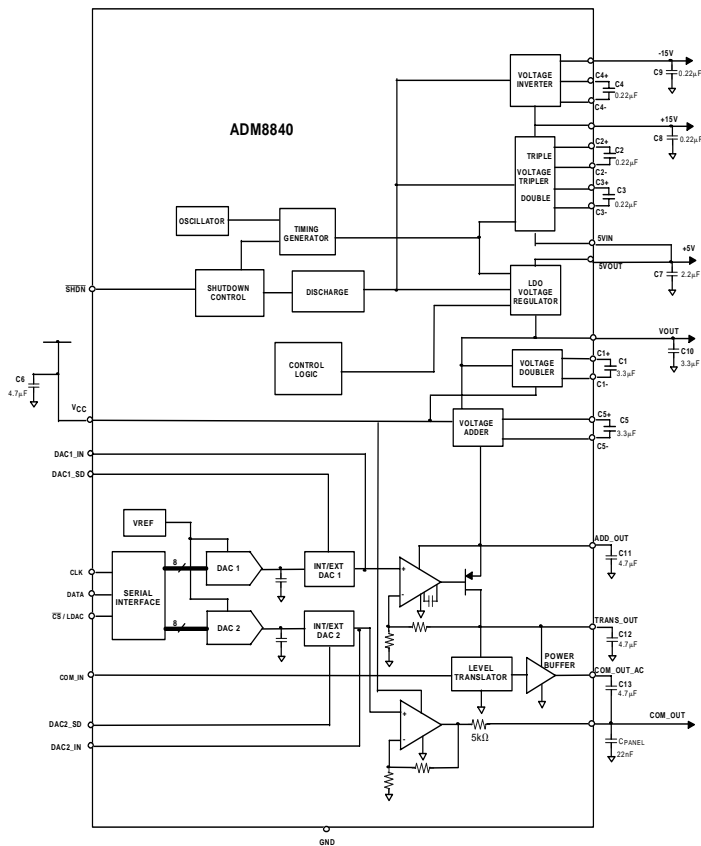 -15V
VOLTAGE
INVERTER
C4+
C4
0.22μF
C4-
C9
0.22μF
+15V
ADM8840
C2+
C2
0.22μF
C2-
C8
0.22μF
TRIPLE
VOLTAGE
TRIPLER
DOUBLE
C3+
C3
0.22μF
C3-
OSCILLATOR
TIMING
GENERATOR
5VIN
+5V
5VOUT
C7
2.2μF
SHDN
SHUTDOWN
CONTROL
DISCHARGE
LDO
VOLTAGE
REGULATOR
VOUT
C10
3.3μF
CONTROL
LOGIC
VOLTAGE
DOUBLER
C1+
C1
3.3μF
C1-
C6
4.7μF
VCC
VOLTAGE
ADDER
C5+
C5
3.3μF
C5-
DAC1_IN
DAC1_SD
VREF
ADD_OUT
C11
4.7μF
CLK
DATA
CS / LDAC
SERIAL
INTERFACE
8
DAC 1
INT/EXT
DAC 1
+
-
8
DAC 2
INT/EXT
DAC 2
TRANS_OUT
C12
4.7μF
COM_IN
LEVEL
TRANSLATOR
POWER
BUFFER
COM_OUT_AC
C13
4.7μF
DAC2_SD
DAC2_IN
+
-
5kΩ
COM_OUT
CPANEL
22nF
GND